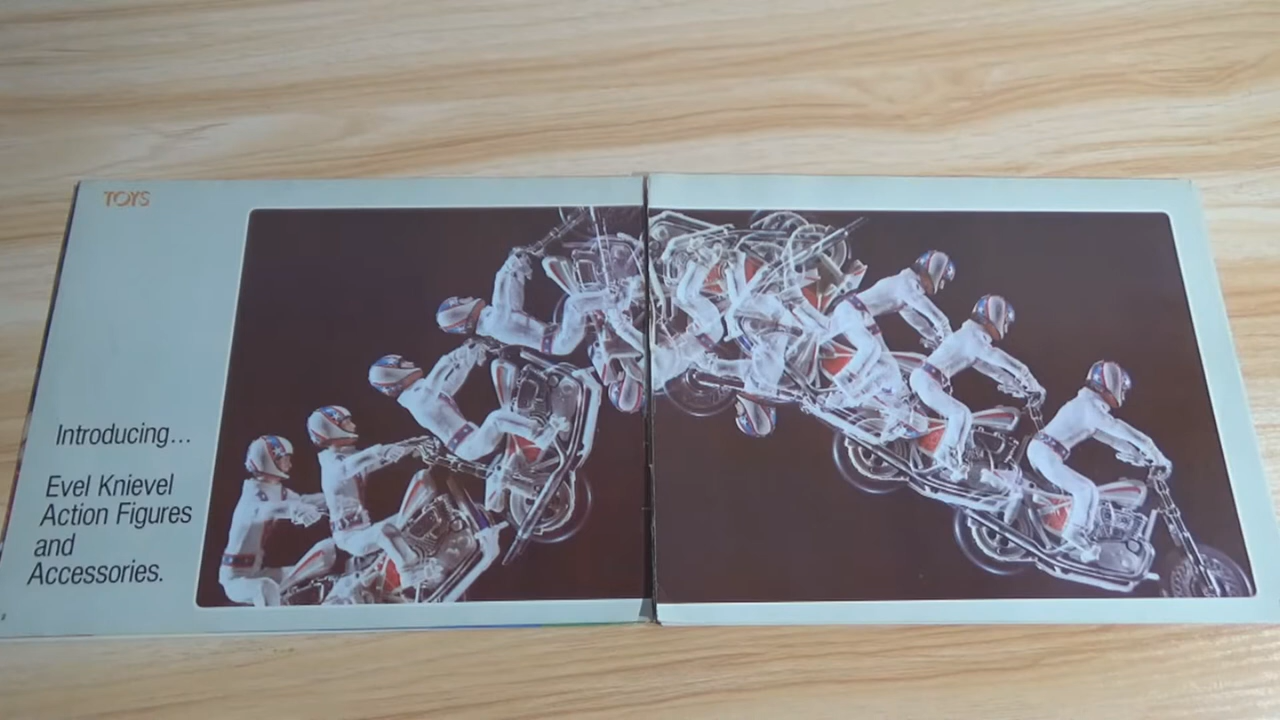 TOYS
Introducing...
Evel Knievel
Action Figures
and
Accessories.